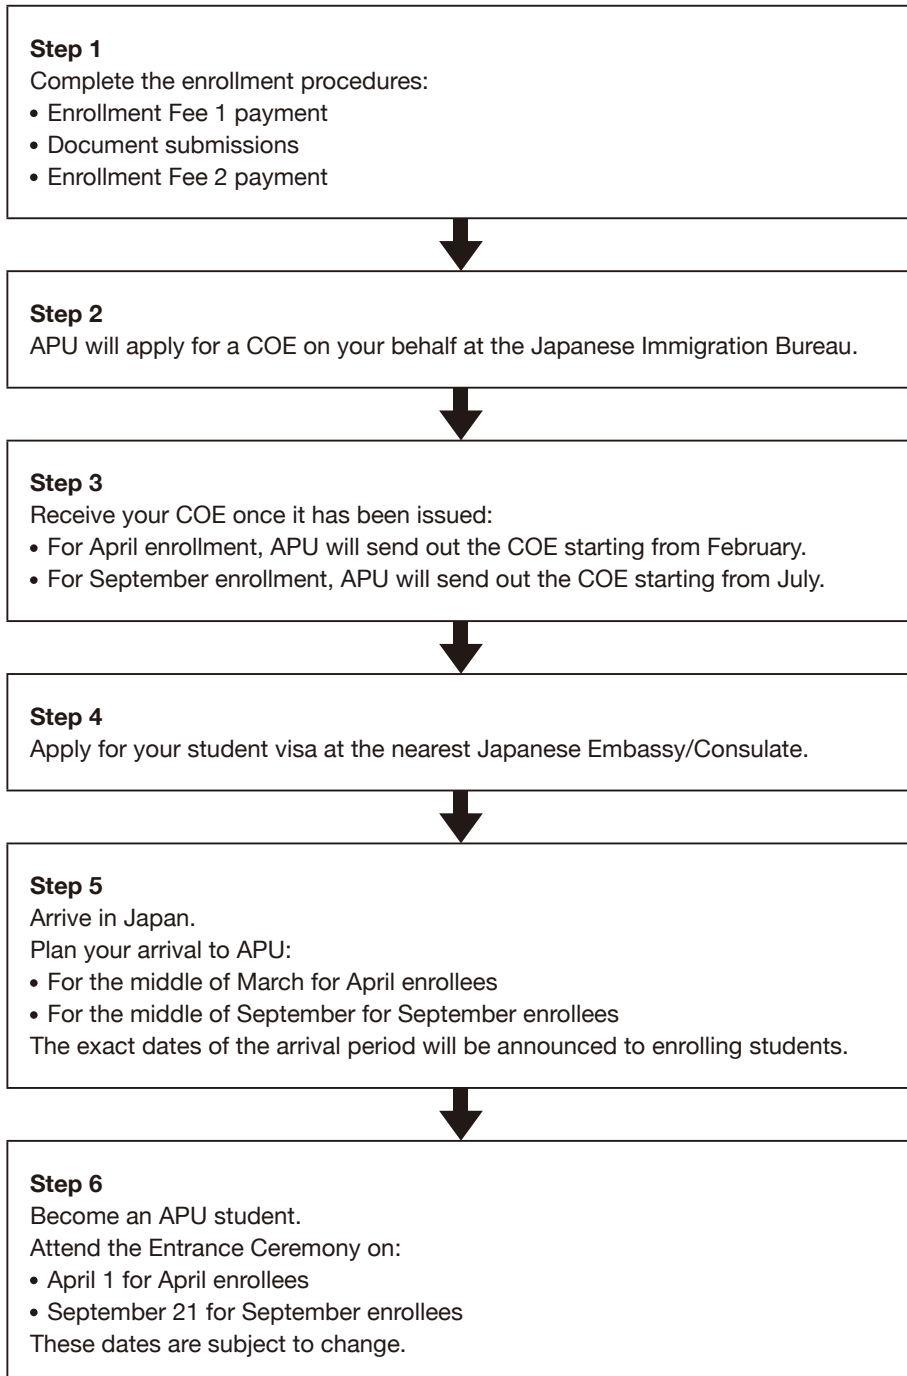 Step 1
Complete the enrollment procedures:
• Enrollment Fee 1 payment
• Document submissions
• Enrollment Fee 2 payment
Step 2
APU will apply for a COE on your behalf at the Japanese Immigration Bureau.
Step 3
Receive your COE once it has been issued:
• For April enrollment, APU will send out the COE starting from February.
• For September enrollment, APU will send out the COE starting from July.
Step 4
Apply for your student visa at the nearest Japanese Embassy/Consulate.
Step 5
Arrive in Japan.
Plan your arrival to APU:
• For the middle of March for April enrollees
• For the middle of September for September enrollees
The exact dates of the arrival period will be announced to enrolling students.
Step 6
Become an APU student.
Attend the Entrance Ceremony on:
• April 1 for April enrollees
• September 21 for September enrollees
These dates are subject to change.